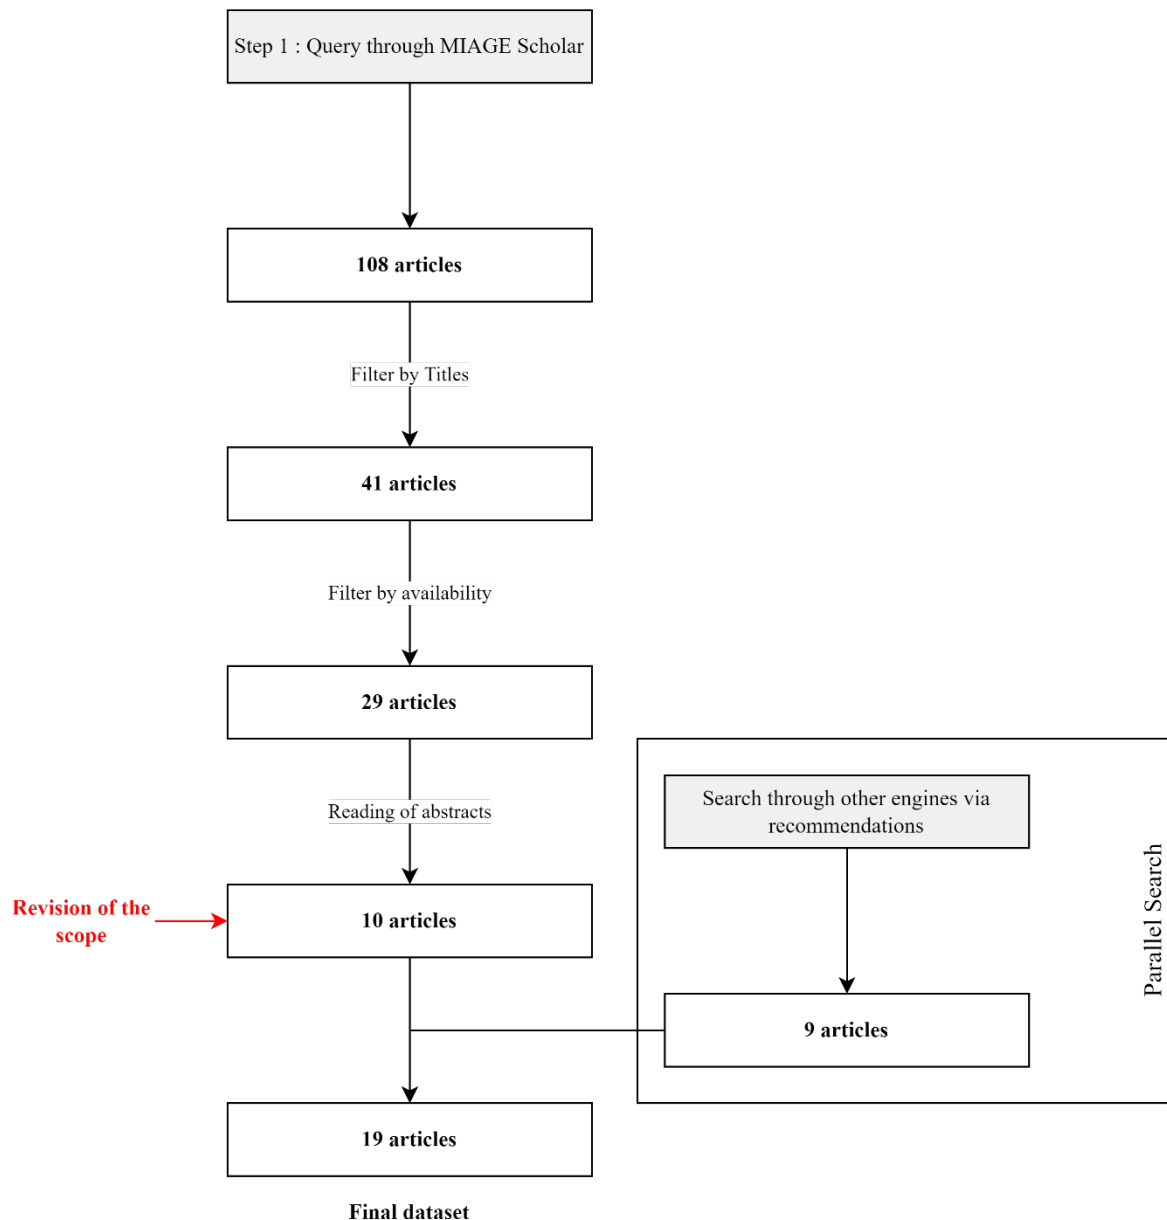 Step 1 : Query through MIAGE Scholar
108 articles
Filter by Titles
41 articles
Filter by availability
29 articles
Reading of abstracts
Search through other engines via
recommendations
Parallel Search
Revision of the
scope
10 articles
9 articles
19 articles
Final dataset